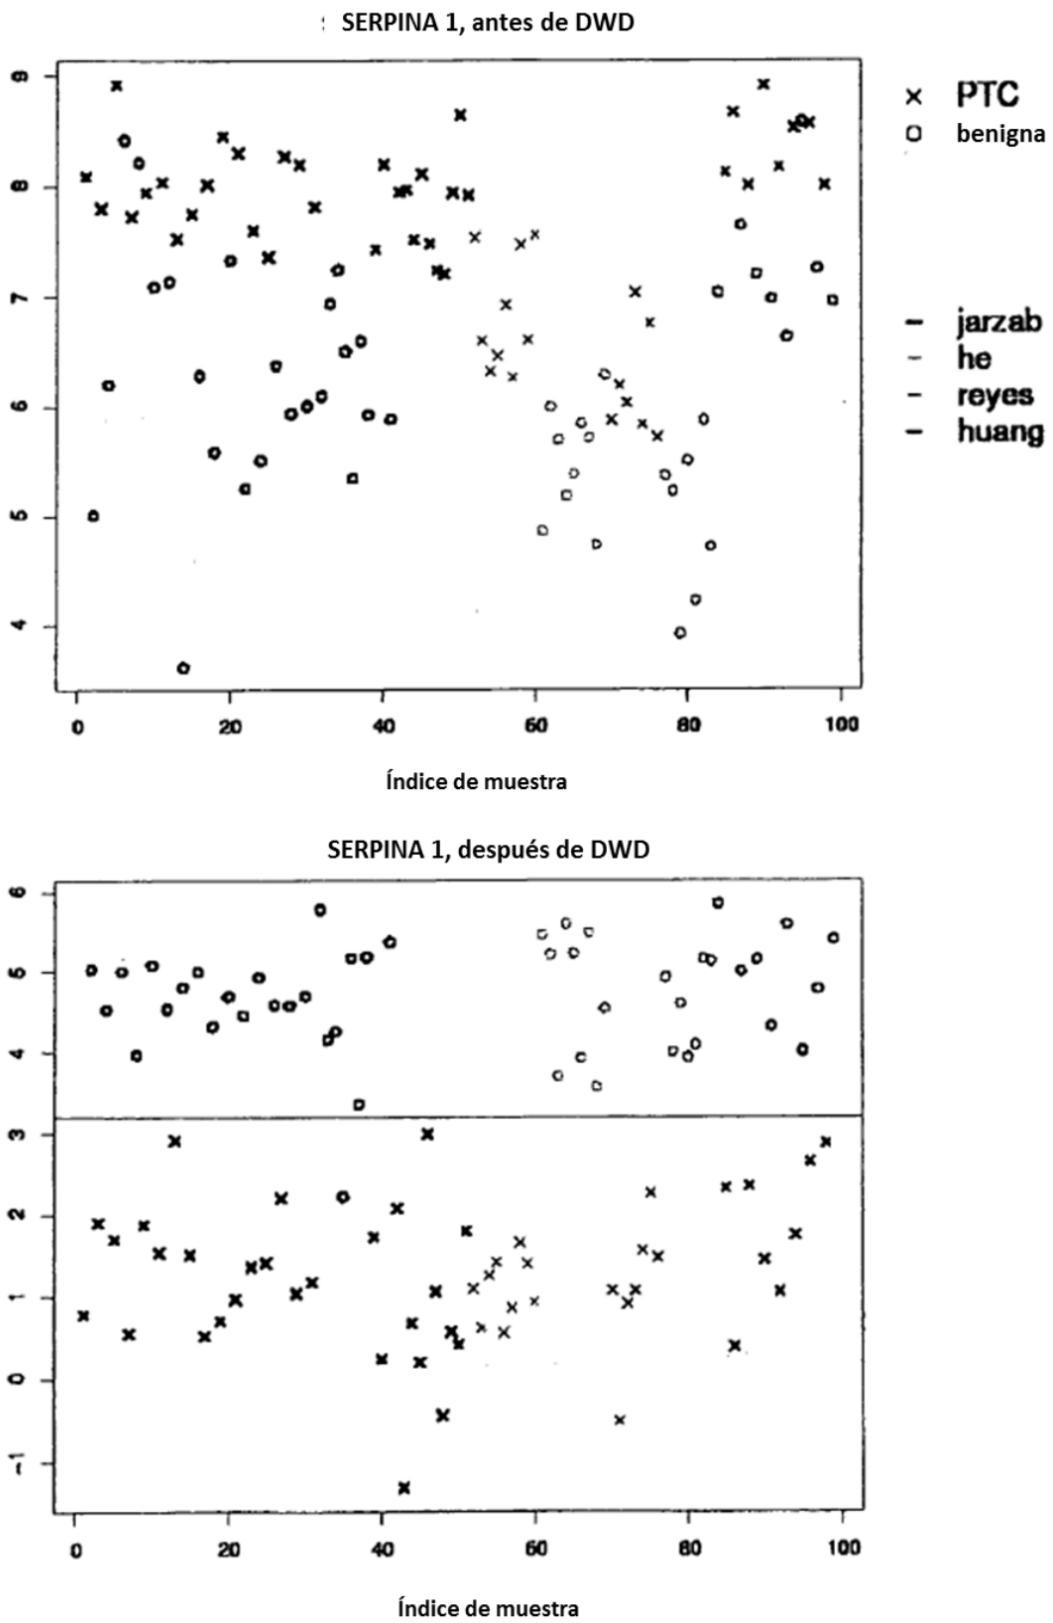 SERPINA 1, antes de DWD
9
8
7
6
5
4
0 20 40 60 80 100
Índice de muestra
PTC
benigna
jarzab
he
reyes
huang
SERPINA 1, después de DWD
6
5
4
3
2
1
0
-1
0 20 40 60 80 100
Índice de muestra